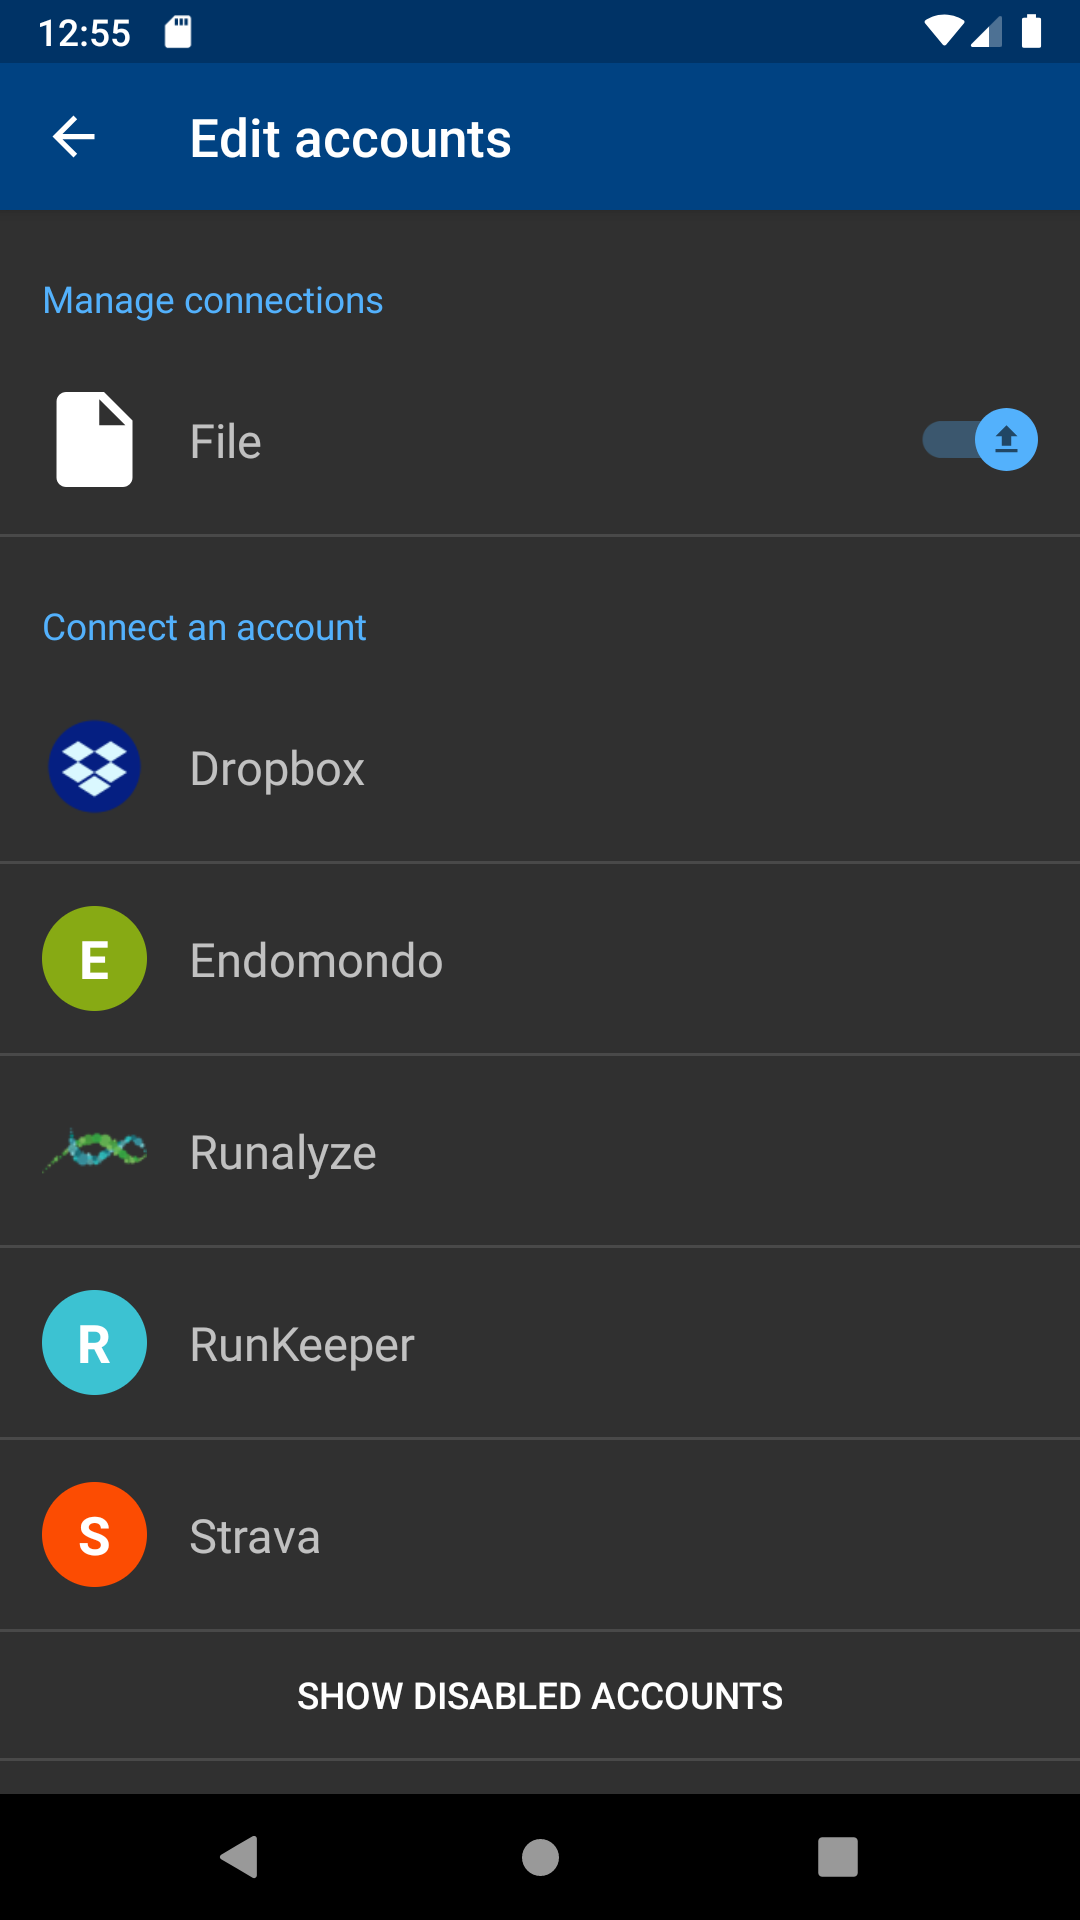 12:55
Edit accounts
Manage connections
File
Connect an account
Dropbox
E Endomondo
Runalyze
R RunKeeper
S Strava
SHOW DISABLED ACCOUNTS